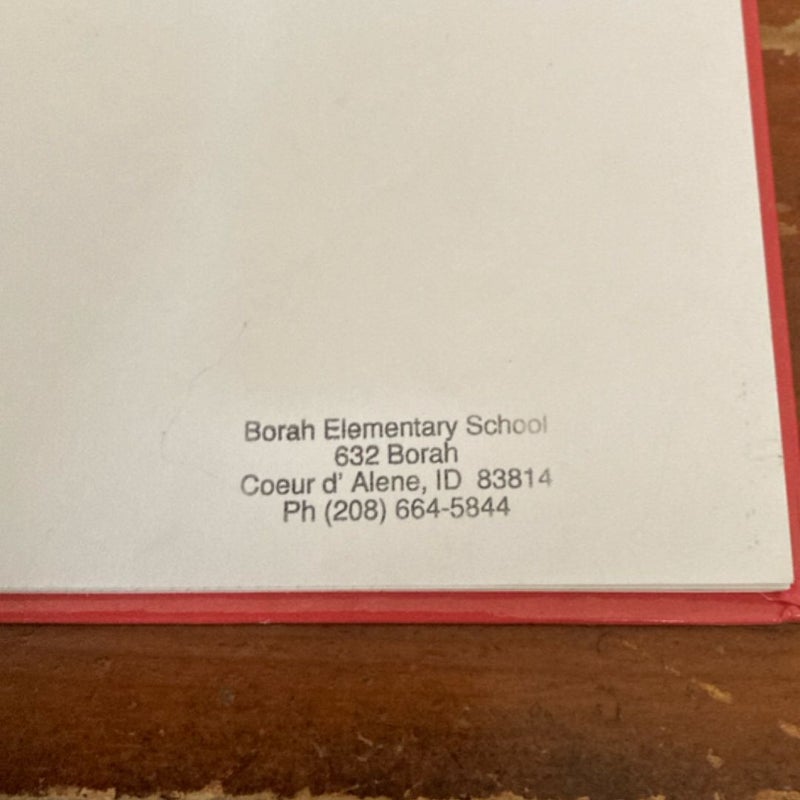 Borah Elementary School
632 Borah
Coeur d' Alene, ID 83814
Ph (208) 664-5844